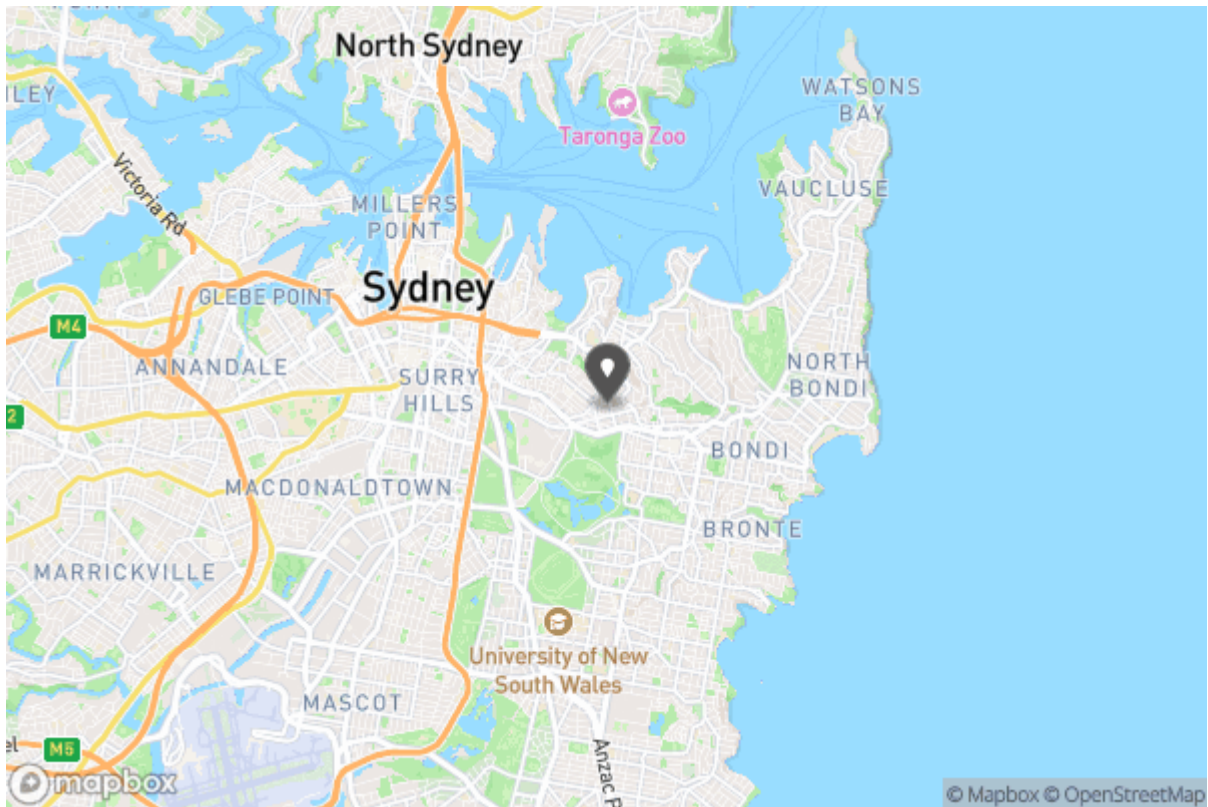 North Sydney
WATSONS
BAY
Taronga Zoo
VAUCLUSE
Victoria Rd
MILLERS
POINT
GLEBE POINT
Sydney
M4
ANNANDALE
SURRY
HILLS
NORTH
BONDI
BONDI
MACDONALDTOWN
BRONTE
MARRICKVILLE
University of New
South Wales
MASCOT
M5
mapbox
© Mapbox © OpenStreetMap